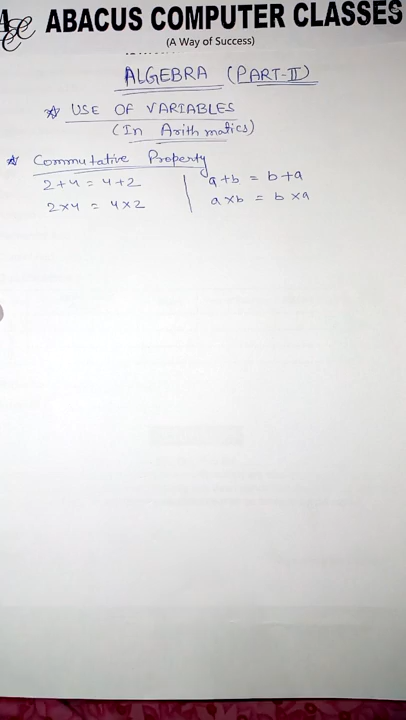 ACC ABACUS COMPUTER CLASSES
(A Way of Success)
ALGEBRA (PART-II)
☆ USE OF VARIABLES
(In Arithmatics)
☆ Commutative Property
2+4 = 4+2 | a+b = b+a
2×4 = 4×2 | a×b = b×a